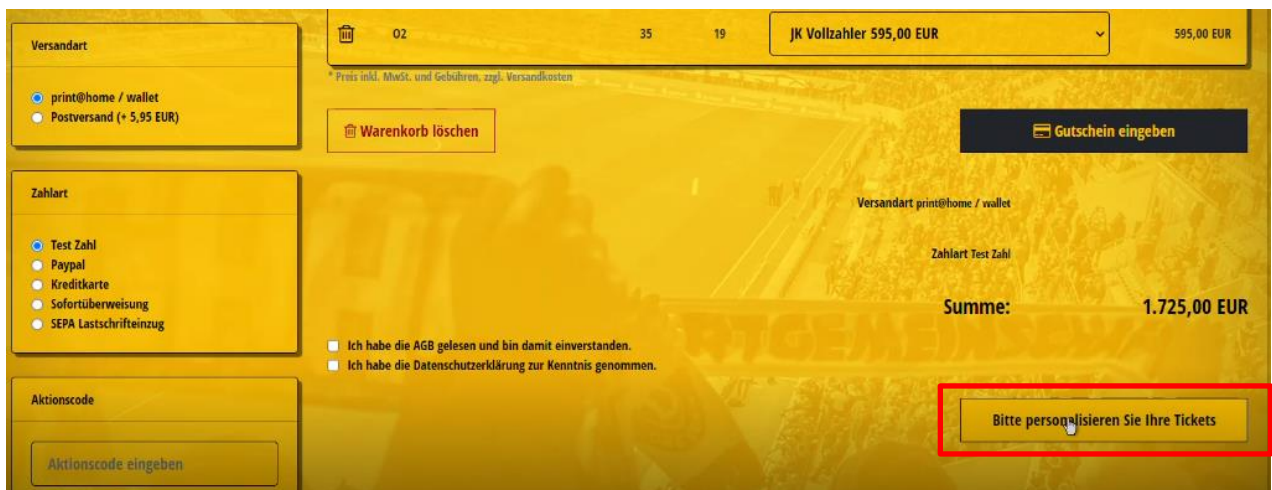 Versandart
print@home / wallet
Postversand (+ 5,95 EUR)
Zahlart
Test Zahl
Paypal
Kreditkarte
Sofortüberweisung
SEPA Lastschrifteinzug
Aktionscode
Aktionscode eingeben
O2 35 19 JK Vollzahler 595,00 EUR 595,00 EUR
* Preis inkl. MwSt. und Gebühren, zzgl. Versandkosten
Warenkorb löschen
Gutschein eingeben
Versandart print@home / wallet
Zahlart Test Zahl
Summe: 1.725,00 EUR
Ich habe die AGB gelesen und bin damit einverstanden.
Ich habe die Datenschutzerklärung zur Kenntnis genommen.
Bitte personalisieren Sie Ihre Tickets